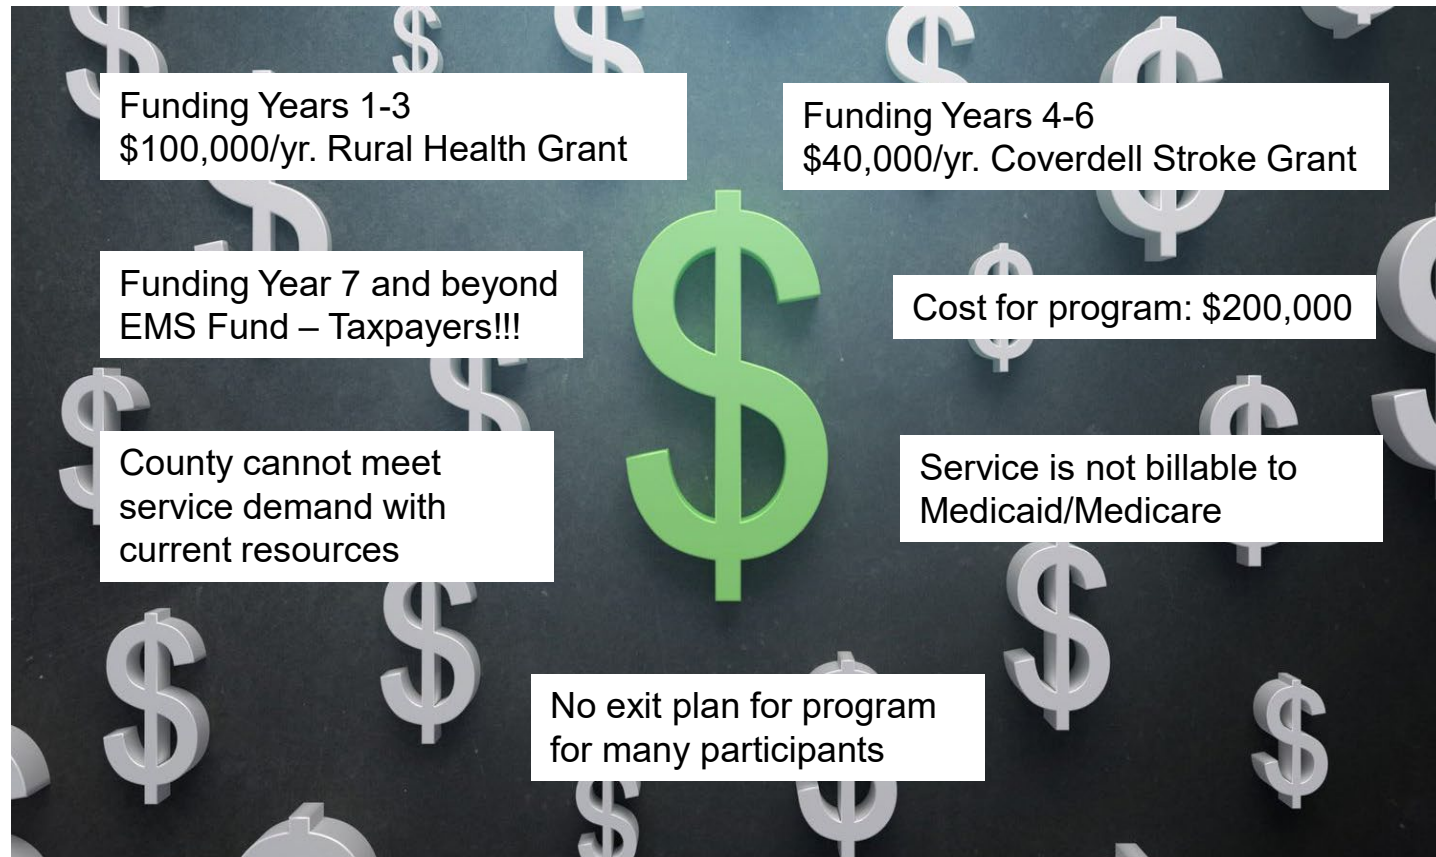 Funding Years 1-3
$100,000/yr. Rural Health Grant
Funding Years 4-6
$40,000/yr. Coverdell Stroke Grant
Funding Year 7 and beyond
EMS Fund – Taxpayers!!!
Cost for program: $200,000
County cannot meet
service demand with
current resources
Service is not billable to
Medicaid/Medicare
No exit plan for program
for many participants